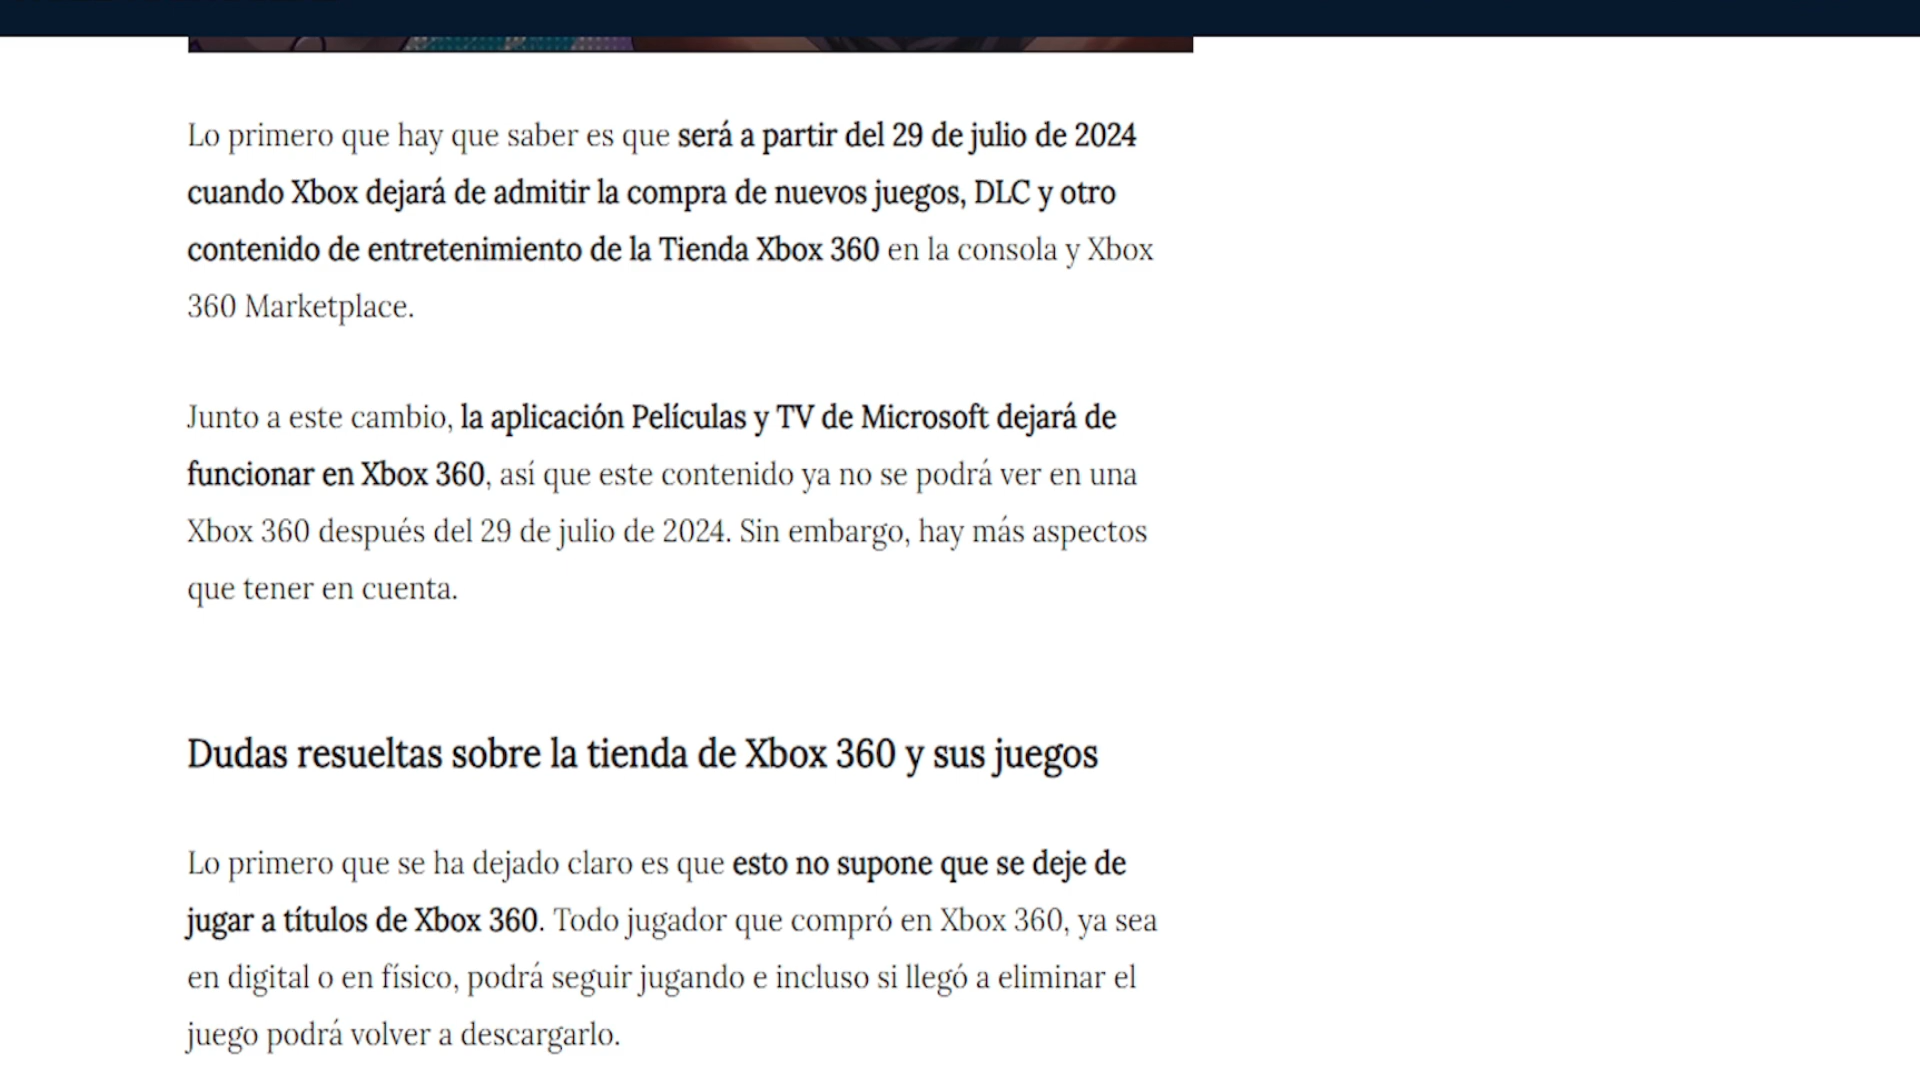 Lo primero que hay que saber es que será a partir del 29 de julio de 2024
cuando Xbox dejará de admitir la compra de nuevos juegos, DLC y otro
contenido de entretenimiento de la Tienda Xbox 360 en la consola y Xbox
360 Marketplace.
Junto a este cambio, la aplicación Películas y TV de Microsoft dejará de
funcionar en Xbox 360, así que este contenido ya no se podrá ver en una
Xbox 360 después del 29 de julio de 2024. Sin embargo, hay más aspectos
que tener en cuenta.
Dudas resueltas sobre la tienda de Xbox 360 y sus juegos
Lo primero que se ha dejado claro es que esto no supone que se deje de
jugar a títulos de Xbox 360. Todo jugador que compró en Xbox 360, ya sea
en digital o en físico, podrá seguir jugando e incluso si llegó a eliminar el
juego podrá volver a descargarlo.